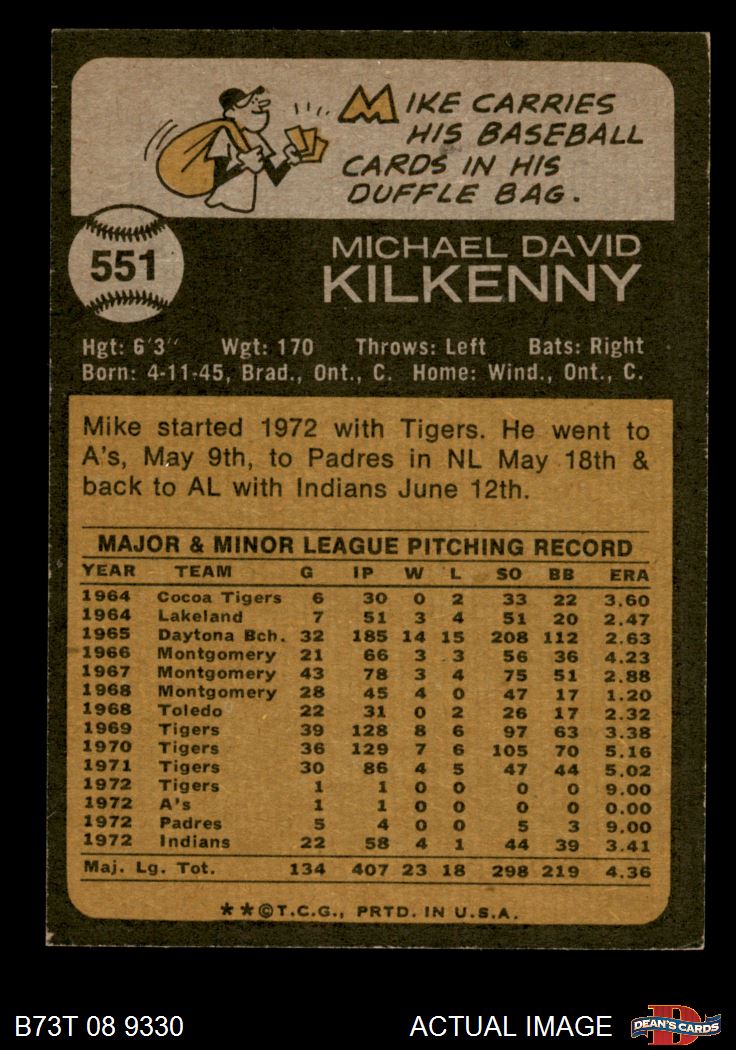 MIKE CARRIES
HIS BASEBALL
CARDS IN HIS
DUFFLE BAG.
551
MICHAEL DAVID
KILKENNY
Hgt: 6'3" Wgt: 170 Throws: Left Bats: Right
Born: 4-11-45, Brad., Ont., C. Home: Wind., Ont., C.
Mike started 1972 with Tigers. He went to
A's, May 9th, to Padres in NL May 18th &
back to AL with Indians June 12th.
MAJOR & MINOR LEAGUE PITCHING RECORD
YEAR TEAM G IP W L SO BB ERA
1964 Cocoa Tigers 6 30 0 2 33 22 3.60
1964 Lakeland 7 51 3 4 51 20 2.47
1965 Daytona Bch. 32 185 14 15 208 112 2.63
1966 Montgomery 21 66 3 3 56 36 4.23
1967 Montgomery 43 78 3 4 75 51 2.88
1968 Montgomery 28 45 4 0 47 17 1.20
1968 Toledo 22 31 0 2 26 17 2.32
1969 Tigers 39 128 8 6 97 63 3.38
1970 Tigers 36 129 7 6 105 70 5.16
1971 Tigers 30 86 4 5 47 44 5.02
1972 Tigers 1 1 0 0 0 0 9.00
1972 A's 1 1 0 0 0 0 0.00
1972 Padres 5 4 0 0 5 3 9.00
1972 Indians 22 58 4 1 44 39 3.41
Maj. Lg. Tot. 134 407 23 18 298 219 4.36
**©T.C.G., PRTD. IN U.S.A.
B73T 08 9330 ACTUAL IMAGE
D
DEAN'S CARDS